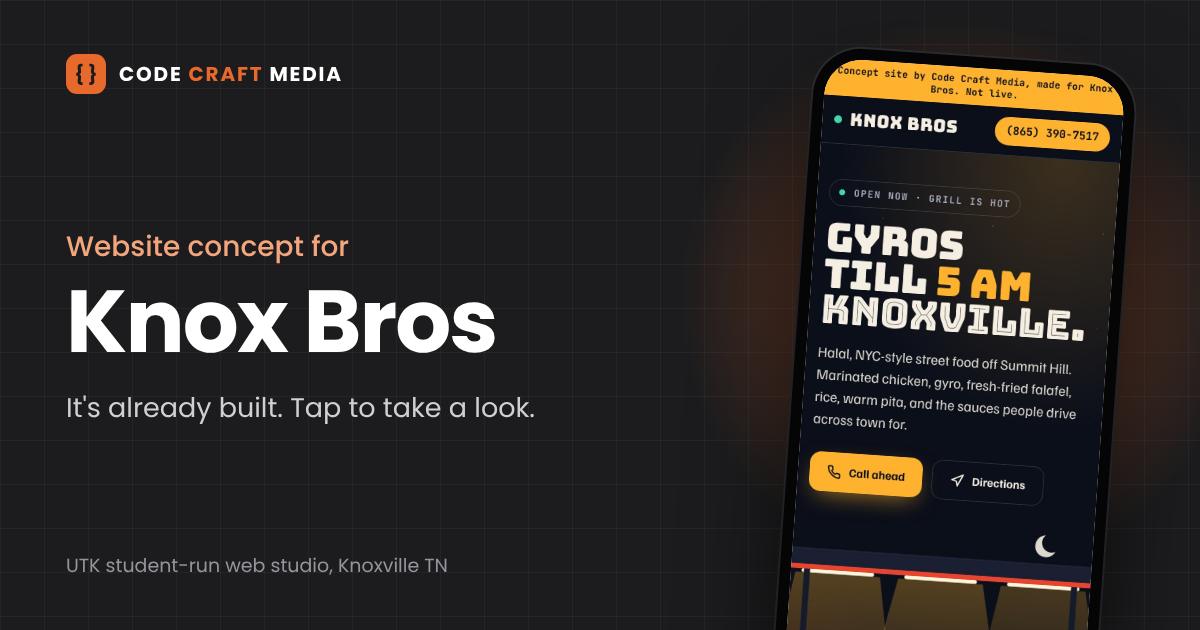 { } CODE CRAFT MEDIA
Website concept for
Knox Bros
It's already built. Tap to take a look.
UTK student-run web studio, Knoxville TN
Concept site by Code Craft Media, made for Knox
Bros. Not live.
KNOX BROS
(865) 390-7517
OPEN NOW · GRILL IS HOT
GYROS
TILL 5 AM
KNOXVILLE.
Halal, NYC-style street food off Summit Hill.
Marinated chicken, gyro, fresh-fried falafel,
rice, warm pita, and the sauces people drive
across town for.
Call ahead
Directions